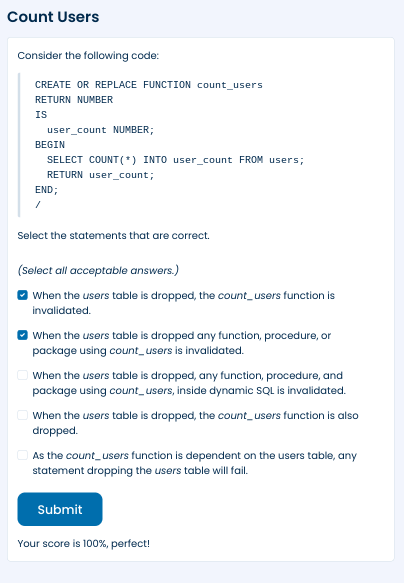 Count Users
Consider the following code:
CREATE OR REPLACE FUNCTION count_users
RETURN NUMBER
IS
user_count NUMBER;
BEGIN
SELECT COUNT(*) INTO user_count FROM users;
RETURN user_count;
END;
/
Select the statements that are correct.
(Select all acceptable answers.)
When the users table is dropped, the count_users function is
invalidated.
When the users table is dropped any function, procedure, or
package using count_users is invalidated.
When the users table is dropped, any function, procedure, and
package using count_users, inside dynamic SQL is invalidated.
When the users table is dropped, the count_users function is also
dropped.
As the count_users function is dependent on the users table, any
statement dropping the users table will fail.
Submit
Your score is 100%, perfect!